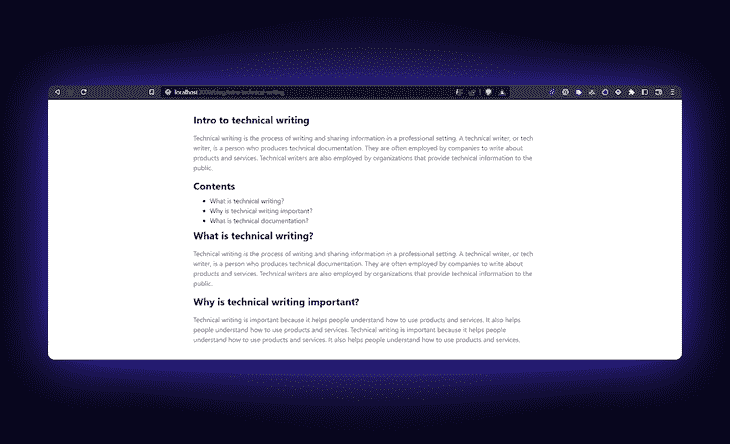 localhost:3000/blog/intro-technical-writing
Intro to technical writing
Technical writing is the process of writing and sharing information in a professional setting. A technical writer, or tech
writer, is a person who produces technical documentation. They are often employed by companies to write about
products and services. Technical writers are also employed by organizations that provide technical information to the
public.
Contents
What is technical writing?
Why is technical writing important?
What is technical documentation?
What is technical writing?
Technical writing is the process of writing and sharing information in a professional setting. A technical writer, or tech
writer, is a person who produces technical documentation. They are often employed by companies to write about
products and services. Technical writers are also employed by organizations that provide technical information to the
public.
Why is technical writing important?
Technical writing is important because it helps people understand how to use products and services. It also helps
people understand how to use products and services. Technical writing is important because it helps people
understand how to use products and services. It also helps people understand how to use products and services.